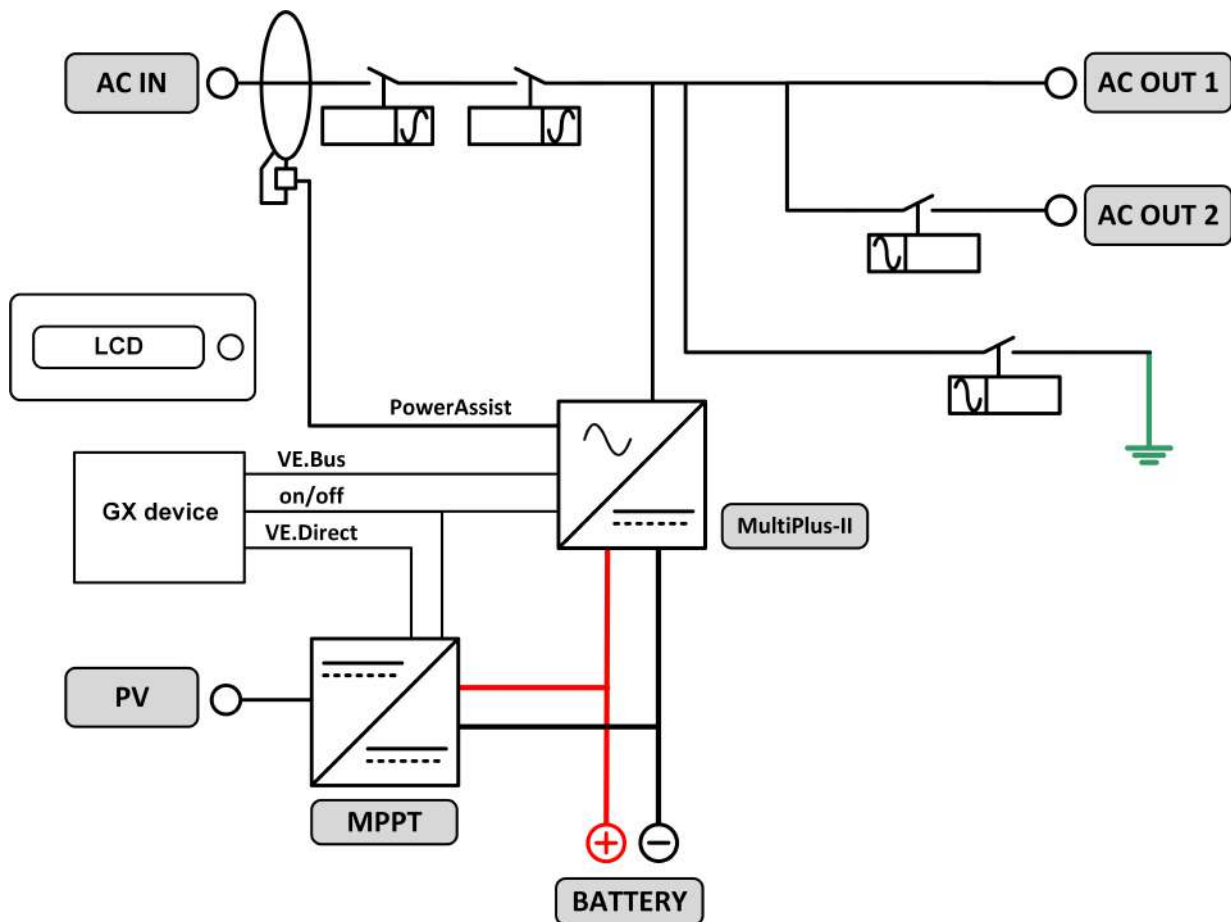 AC IN
AC OUT 1
AC OUT 2
LCD
PowerAssist
VE.Bus
on/off
GX device
VE.Direct
MultiPlus-II
PV
MPPT
BATTERY